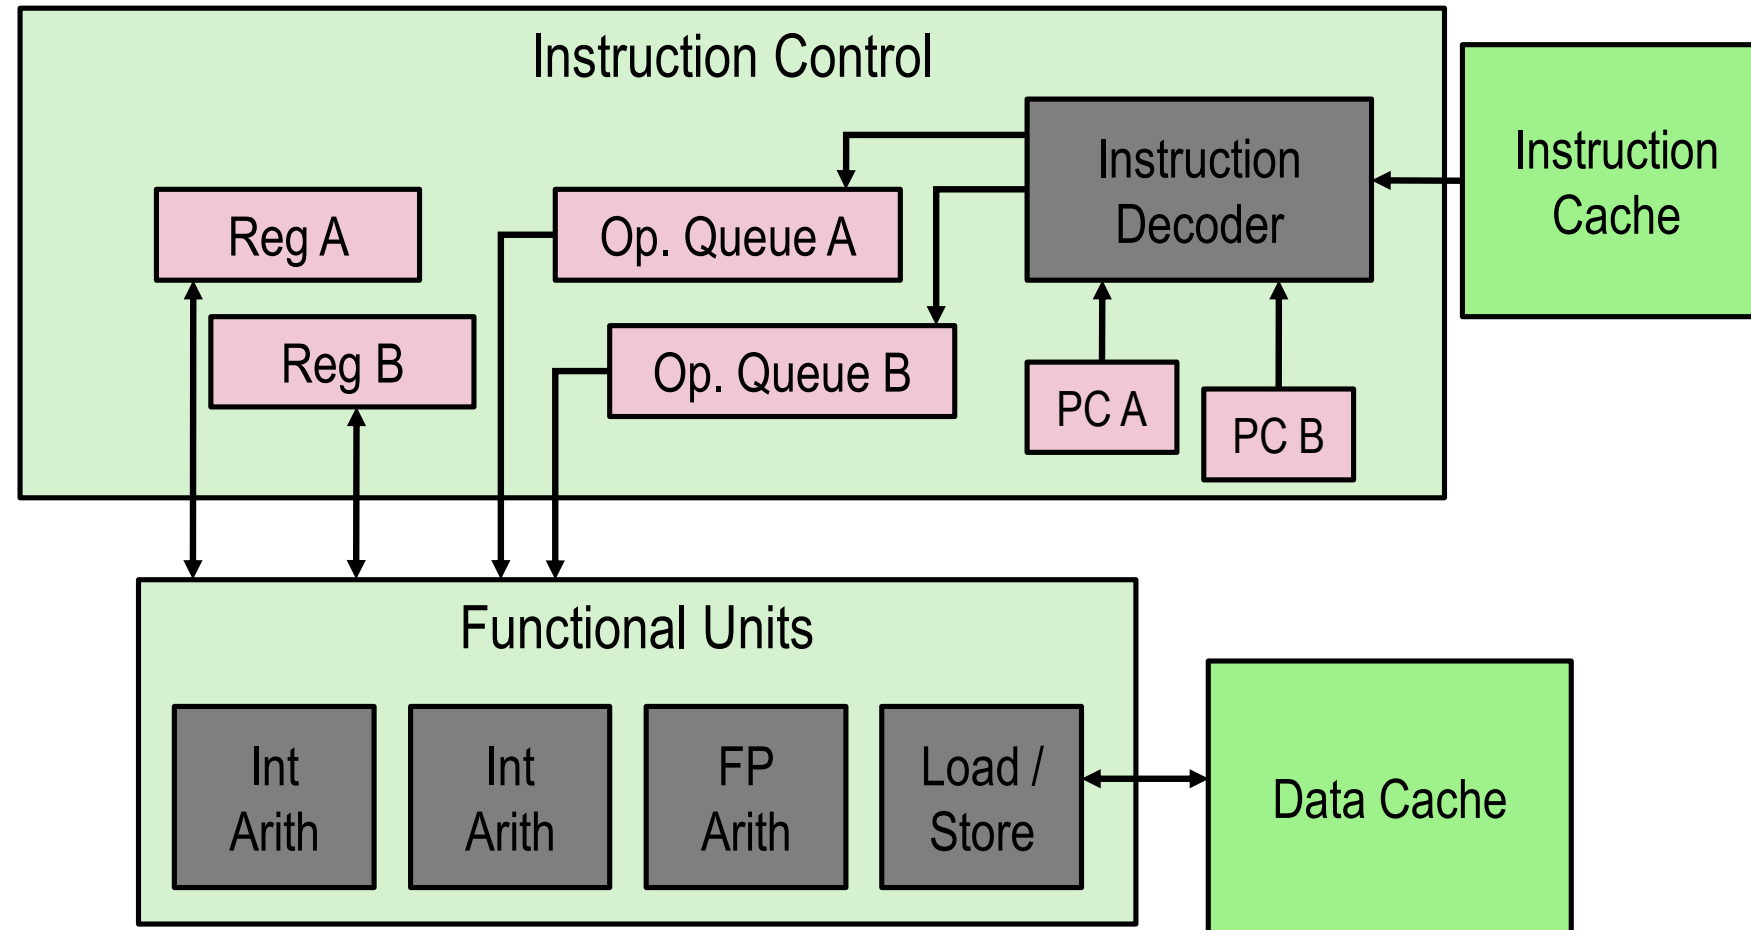 Instruction Control
Instruction
Cache
Instruction
Decoder
Reg A
Op. Queue A
Reg B
Op. Queue B
PC A
PC B
Functional Units
Int
Arith
Int
Arith
FP
Arith
Load /
Store
Data Cache